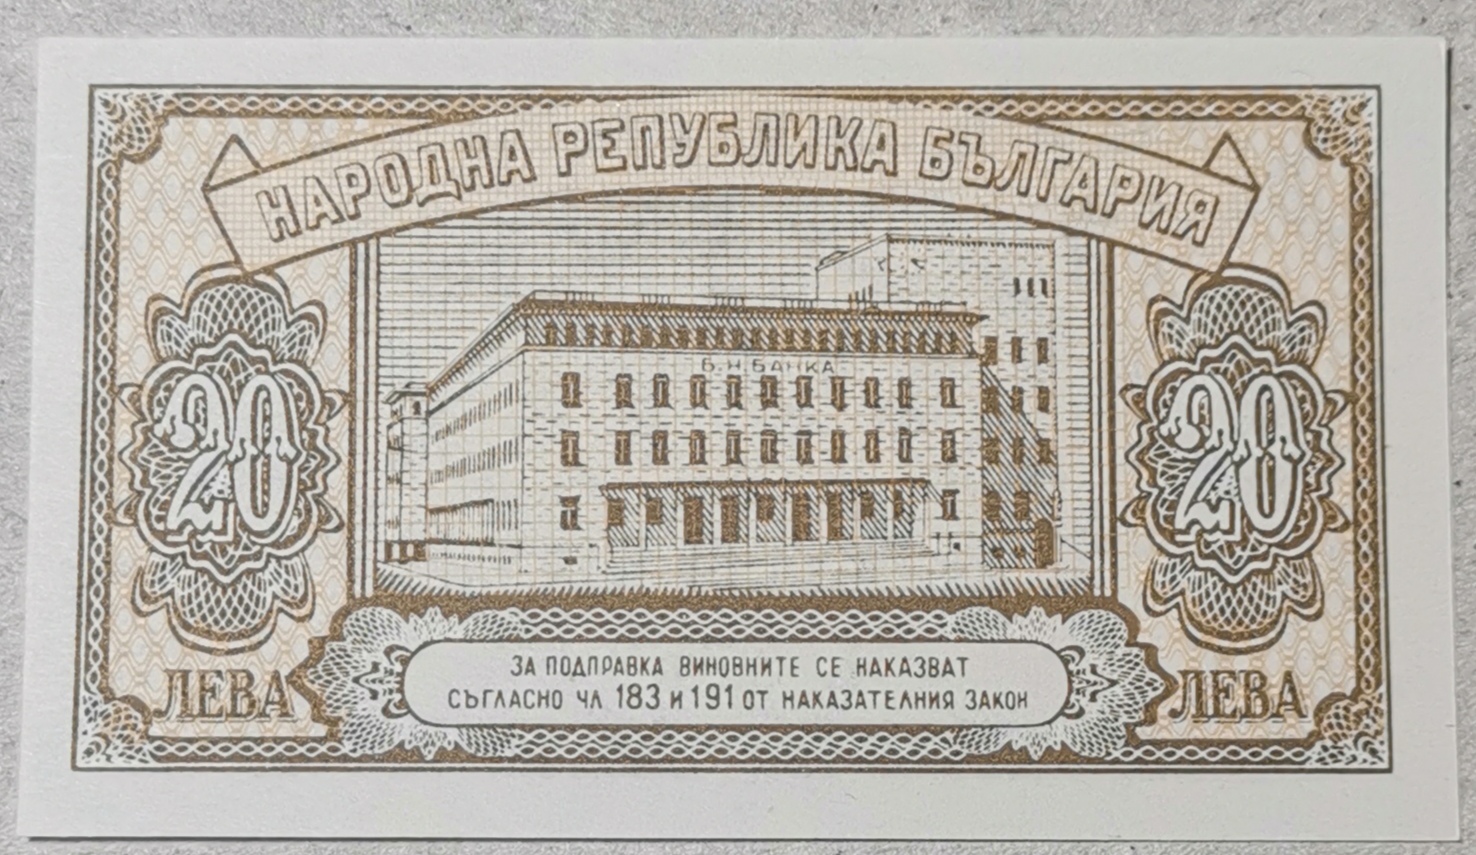 НАРОДНА РЕПУБЛИКА БЪЛГАРИЯ
Б.Н.БАНКА
20 20
ЛЕВА ЛЕВА
ЗА ПОДПРАВКА ВИНОВНИТЕ СЕ НАКАЗВАТ
СЪГЛАСНО ЧЛ 183 И 191 ОТ НАКАЗАТЕЛНИЯ ЗАКОН